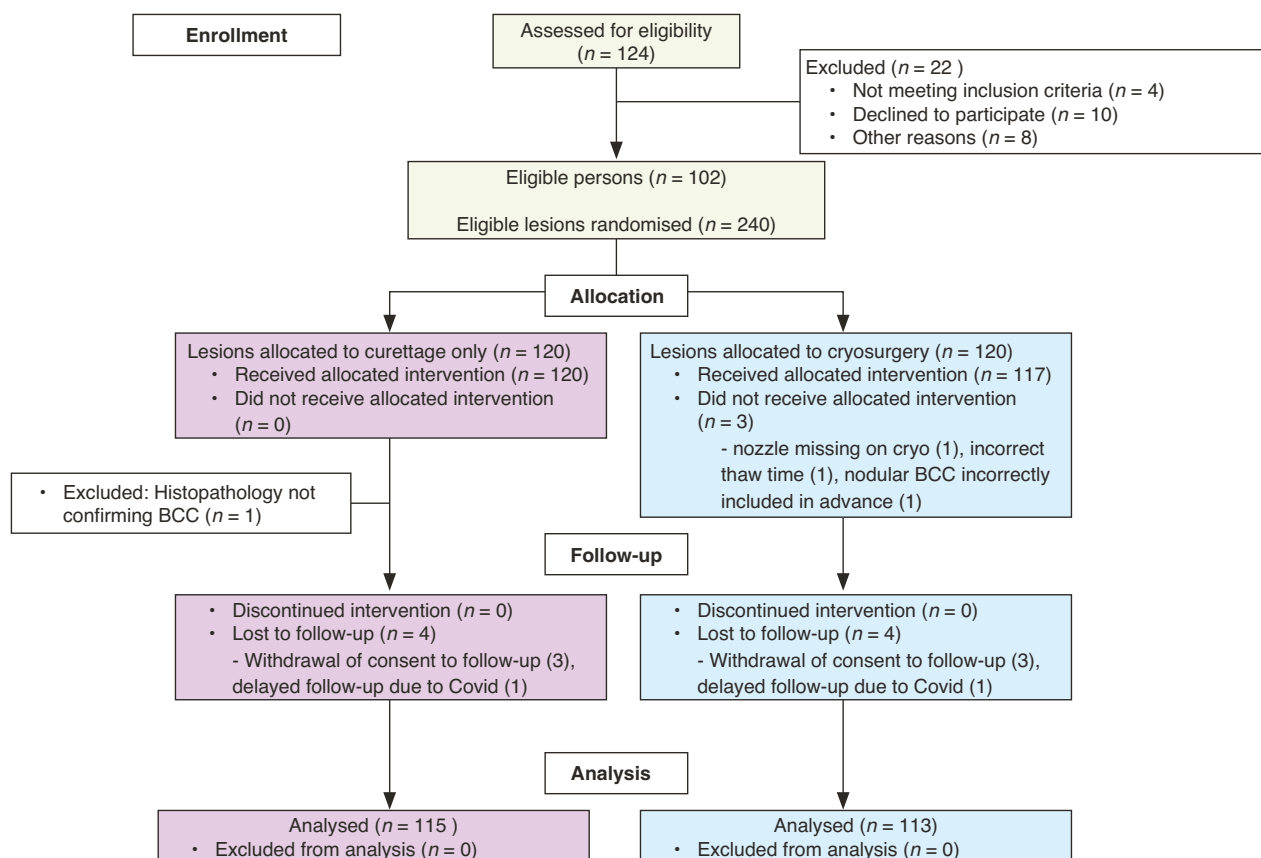 Enrollment
Assessed for eligibility
(n = 124)
Excluded (n = 22 )
• Not meeting inclusion criteria (n = 4)
• Declined to participate (n = 10)
• Other reasons (n = 8)
Eligible persons (n = 102)
Eligible lesions randomised (n = 240)
Allocation
Lesions allocated to curettage only (n = 120)
• Received allocated intervention (n = 120)
• Did not receive allocated intervention
(n = 0)
Lesions allocated to cryosurgery (n = 120)
• Received allocated intervention (n = 117)
• Did not receive allocated intervention
(n = 3)
- nozzle missing on cryo (1), incorrect
thaw time (1), nodular BCC incorrectly
included in advance (1)
• Excluded: Histopathology not
confirming BCC (n = 1)
Follow-up
• Discontinued intervention (n = 0)
• Lost to follow-up (n = 4)
- Withdrawal of consent to follow-up (3),
delayed follow-up due to Covid (1)
• Discontinued intervention (n = 0)
• Lost to follow-up (n = 4)
- Withdrawal of consent to follow-up (3),
delayed follow-up due to Covid (1)
Analysis
Analysed (n = 115 )
• Excluded from analysis (n = 0)
Analysed (n = 113)
• Excluded from analysis (n = 0)